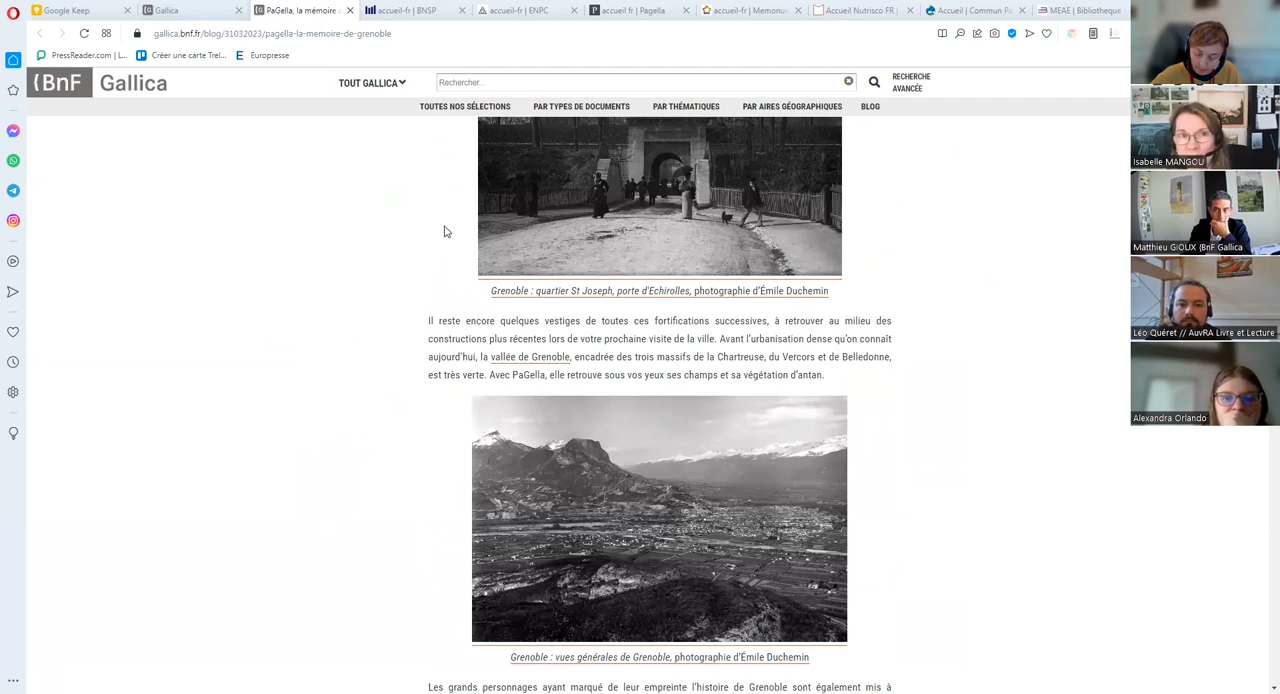 Google Keep
Gallica
PaGella, la mémoire d
accueil-fr | BNSP
accueil-fr | ENPC
accueil fr | Pagella
accueil-fr | Memonum
Accueil Nutrisco FR |
Accueil | Commun Pa
MEAE | Bibliotheque
gallica.bnf.fr/blog/31032023/pagella-la-memoire-de-grenoble
PressReader.com | L...
Créer une carte Trel...
Europresse
BnF Gallica
TOUT GALLICA
Rechercher...
RECHERCHE
AVANCÉE
TOUTES NOS SÉLECTIONS
PAR TYPES DE DOCUMENTS
PAR THÉMATIQUES
PAR AIRES GÉOGRAPHIQUES
BLOG
Grenoble : quartier St Joseph, porte d'Echirolles, photographie d'Émile Duchemin
Il reste encore quelques vestiges de toutes ces fortifications successives, à retrouver au milieu des
constructions plus récentes lors de votre prochaine visite de la ville. Avant l'urbanisation dense qu'on connaît
aujourd'hui, la vallée de Grenoble, encadrée des trois massifs de la Chartreuse, du Vercors et de Belledonne,
est très verte. Avec PaGella, elle retrouve sous vos yeux ses champs et sa végétation d'antan.
Grenoble : vues générales de Grenoble, photographie d'Émile Duchemin
Les grands personnages ayant marqué de leur empreinte l'histoire de Grenoble sont également mis à
Isabelle MANGOU
Matthieu GIOUX (BnF Gallica
Léo Quéret // AuvRA Livre et Lecture
Alexandra Orlando